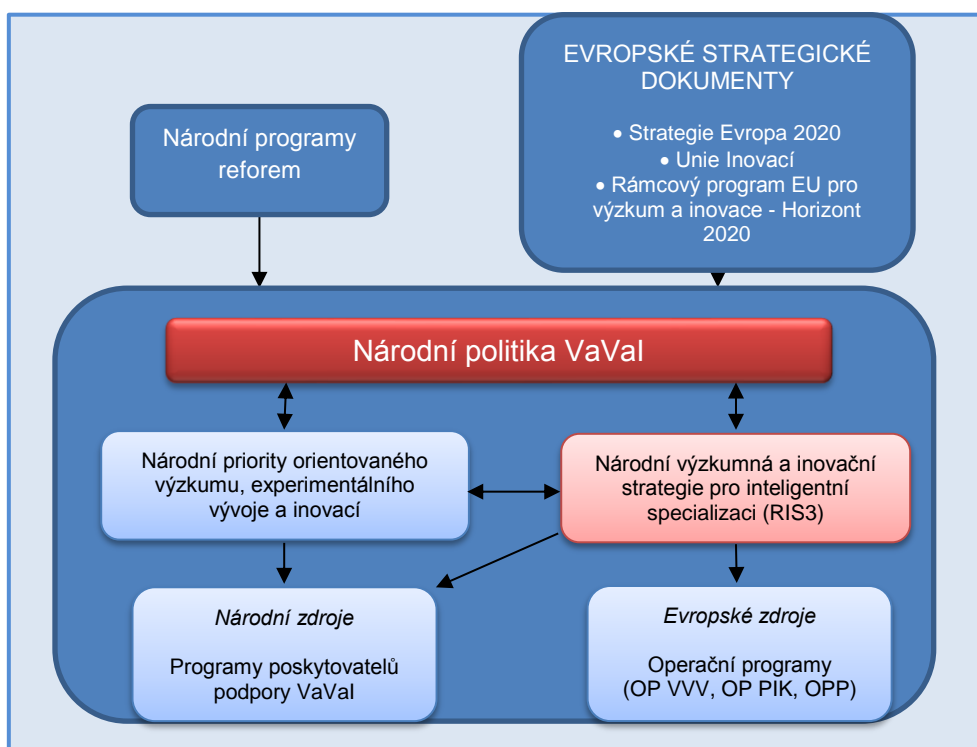 EVROPSKÉ STRATEGICKÉ
DOKUMENTY
• Strategie Evropa 2020
• Unie Inovací
• Rámcový program EU pro
výzkum a inovace - Horizont
2020
Národní programy
reforem
Národní politika VaVaI
Národní priority orientovaného
výzkumu, experimentálního
vývoje a inovací
Národní výzkumná a inovační
strategie pro inteligentní
specializaci (RIS3)
Národní zdroje
Programy poskytovatelů
podpory VaVaI
Evropské zdroje
Operační programy
(OP VVV, OP PIK, OPP)